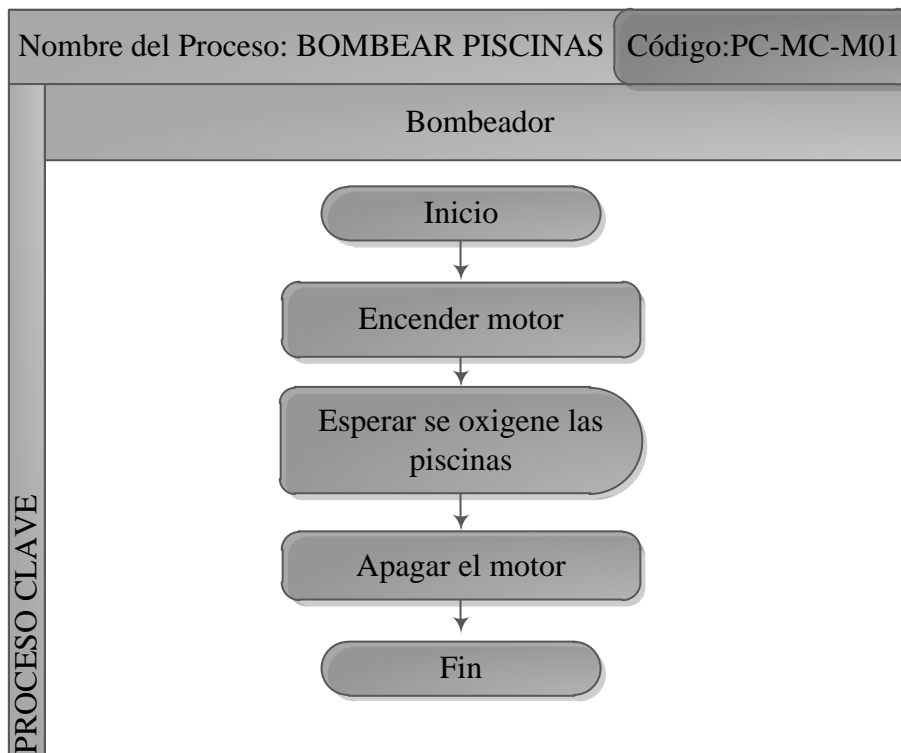 Nombre del Proceso: BOMBEAR PISCINAS
Código:PC-MC-M01
Bombeador
PROCESO CLAVE
Inicio
Encender motor
Esperar se oxigene las
piscinas
Apagar el motor
Fin